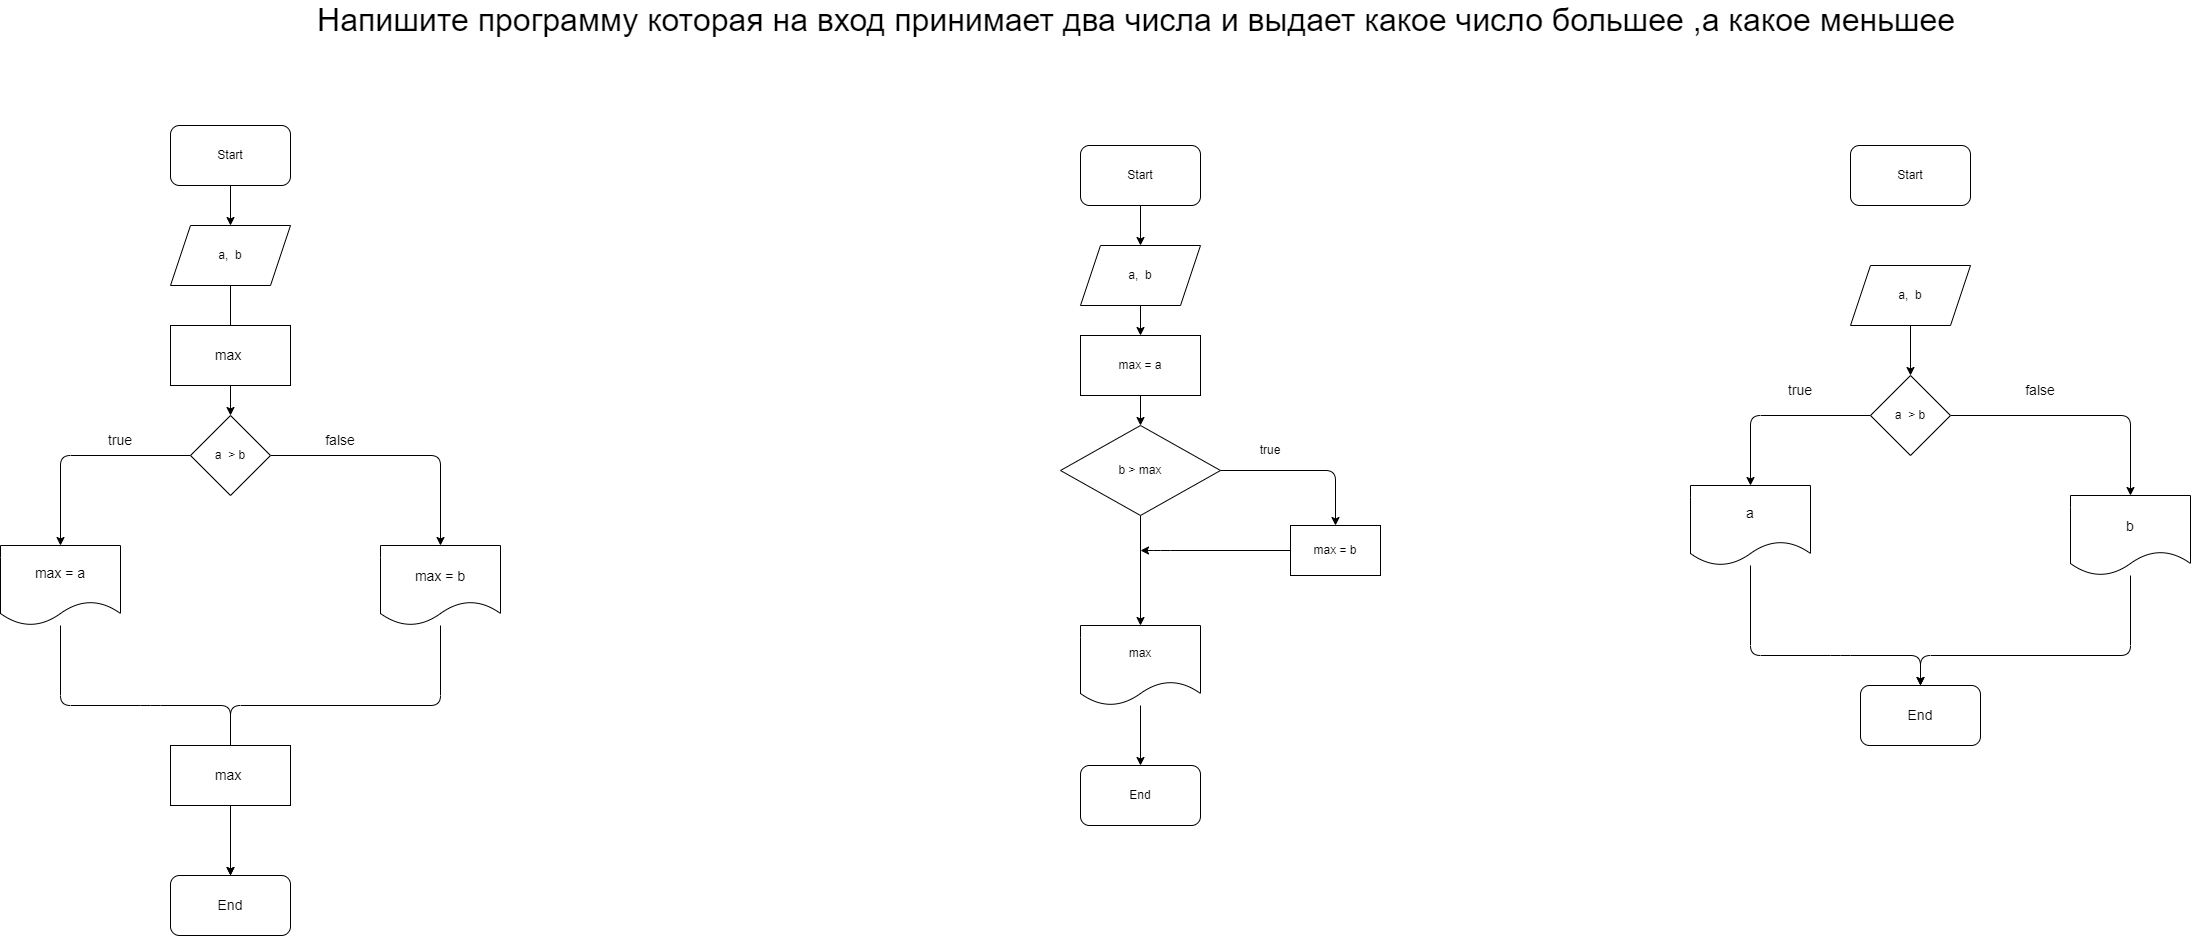 Напишите программу которая на вход принимает два числа и выдает какое число большее ,а какое меньшее
Start
a, b
max
a > b
true
false
max = a
max = b
max
End
Start
a, b
max = a
b > max
true
max = b
max
End
Start
a, b
a > b
true
false
a
b
End